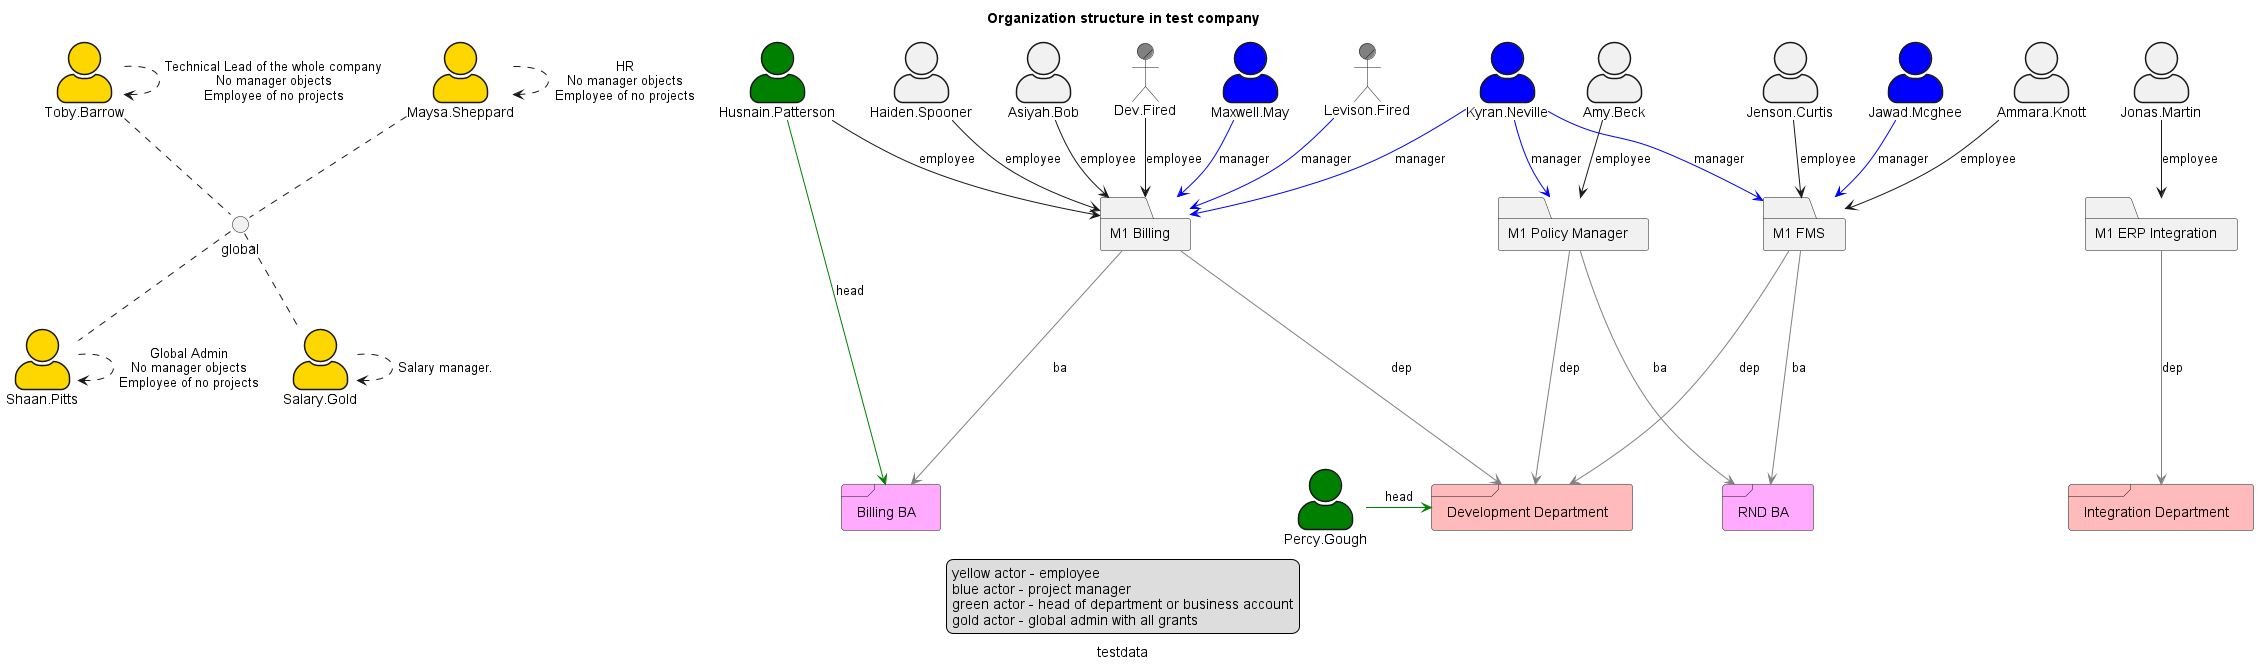 Organization structure in test company
Technical Lead of the whole company
No manager objects
Employee of no projects
HR
No manager objects
Employee of no projects
Toby.Barrow
Maysa.Sheppard
Husnain.Patterson
Haiden.Spooner
Asiyah.Bob
Dev.Fired
Maxwell.May
Levison.Fired
Kyran.Neville
Amy.Beck
Jenson.Curtis
Jawad.Mcghee
Ammara.Knott
Jonas.Martin
employee
employee
employee
employee
manager
manager
manager
manager
employee
manager
employee
manager
employee
employee
global
M1 Billing
M1 Policy Manager
M1 FMS
M1 ERP Integration
head
Global Admin
No manager objects
Employee of no projects
Salary manager.
ba
dep
dep
ba
dep
ba
dep
Shaan.Pitts
Salary.Gold
head
Billing BA
Development Department
RND BA
Integration Department
Percy.Gough
yellow actor - employee
blue actor - project manager
green actor - head of department or business account
gold actor - global admin with all grants
testdata